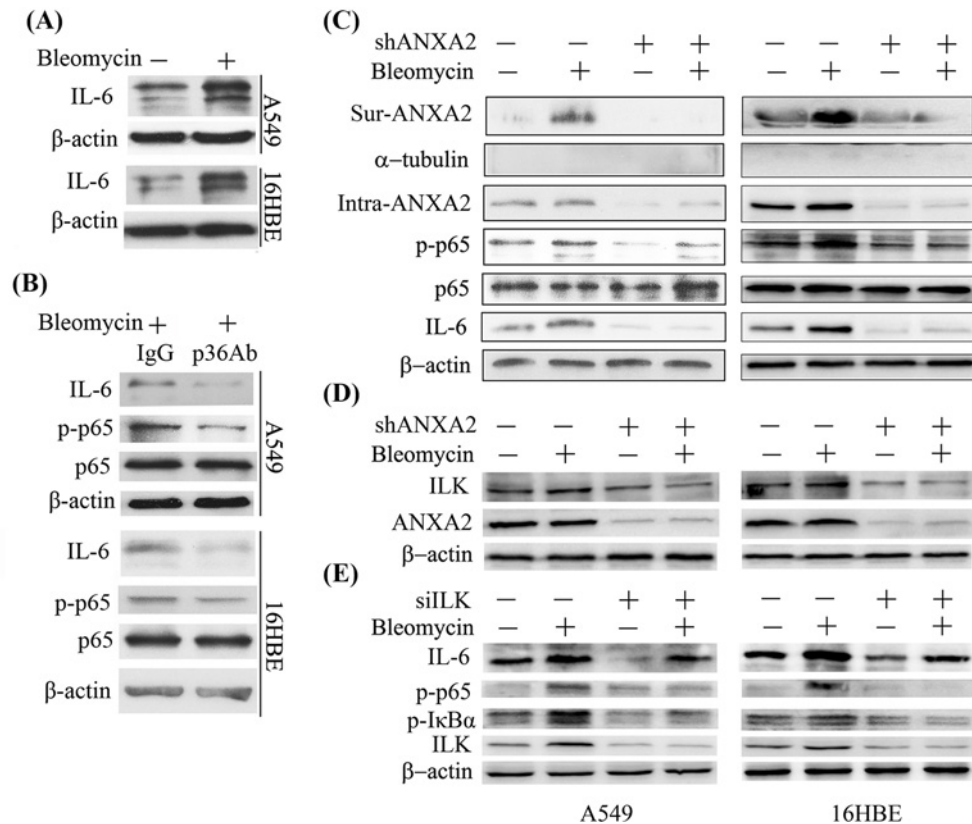 (A)
Bleomycin − +
IL-6
β-actin
A549
IL-6
β-actin
16HBE
(B)
Bleomycin + +
IgG p36Ab
IL-6
p-p65
p65
β-actin
A549
IL-6
p-p65
p65
β-actin
16HBE
(C)
shANXA2 − − + + − − + +
Bleomycin − + − + − + − +
Sur-ANXA2
α−tubulin
Intra-ANXA2
p-p65
p65
IL-6
β−actin
(D)
shANXA2 − − + + − − + +
Bleomycin − + − + − + − +
ILK
ANXA2
β−actin
(E)
siILK − − + + − − + +
Bleomycin − + − + − + − +
IL-6
p-p65
p-IκBα
ILK
β−actin
A549 16HBE